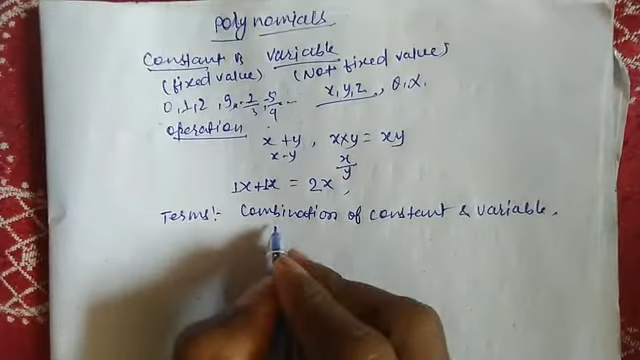 Polynomials
Constant & variable
(fixed value) (Not fixed value)
0, 1, 2, 9, -2/3, 5/4 -- x, y, z, θ, α.
operation
x + y , x×y = xy
x-y x/y
1x+1x = 2x,
Terms:- Combination of constant & variable.